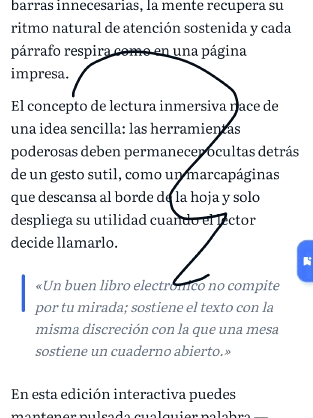 barras innecesarias, la mente recupera su
ritmo natural de atención sostenida y cada
párrafo respira como en una página
impresa.
El concepto de lectura inmersiva nace de
una idea sencilla: las herramientas
poderosas deben permanecer ocultas detrás
de un gesto sutil, como un marcapáginas
que descansa al borde de la hoja y solo
despliega su utilidad cuando el lector
decide llamarlo.
«Un buen libro electrónico no compite
por tu mirada; sostiene el texto con la
misma discreción con la que una mesa
sostiene un cuaderno abierto.»
En esta edición interactiva puedes
mantener pulsada cualquier palabra —